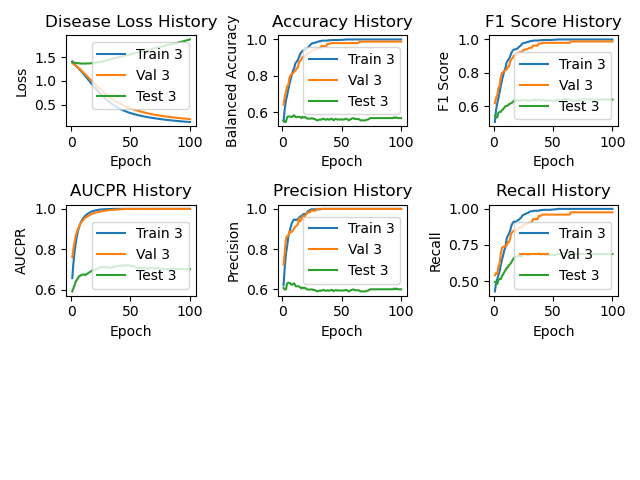 Disease Loss History
Loss
1.5
1.0
0.5
0
100
Epoch
Train 3
Val 3
Test 3
Accuracy History
Balanced Accuracy
1.0
0.8
0.6
0
50
100
Epoch
Train 3
Val 3
Test 3
F1 Score History
F1 Score
1.0
0.8
0.6
0
50
100
Epoch
Train 3
Val 3
Test 3
AUCPR History
AUCPR
1.0
0.8
0.6
0
100
Epoch
Train 3
Val 3
Test 3
Precision History
Precision
1.0
0.8
0.6
0
50
100
Epoch
Train 3
Val 3
Test 3
Recall History
Recall
1.00
0.75
0.50
0
50
100
Epoch
Train 3
Val 3
Test 3